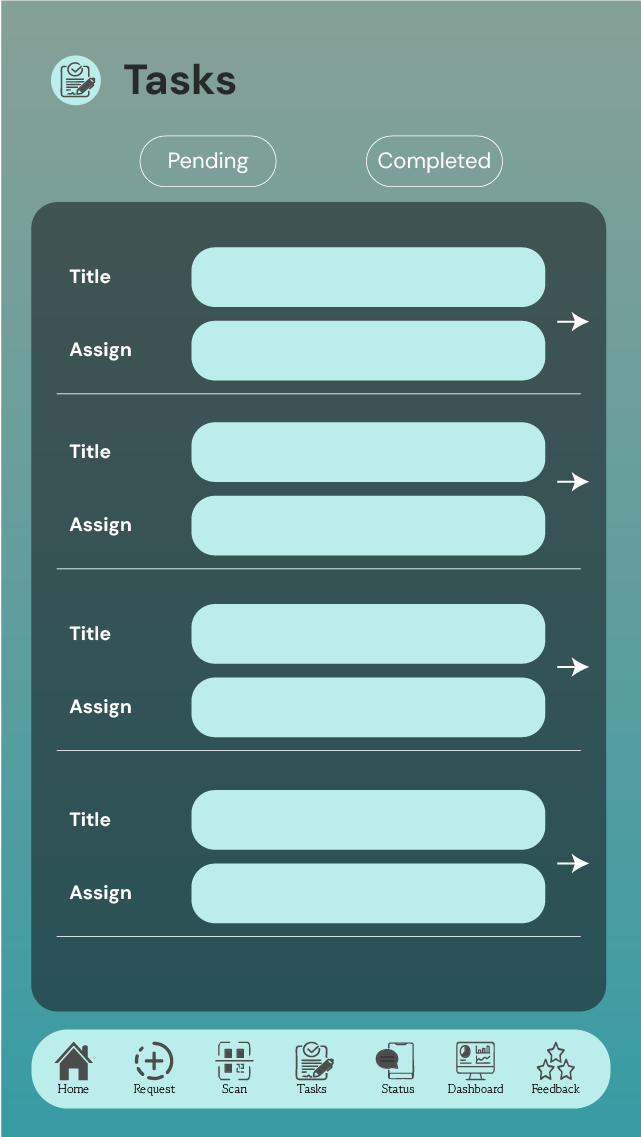 Tasks
Pending
Completed
Title
Assign
Title
Assign
Title
Assign
Title
Assign
Home
Request
Scan
Tasks
Status
Dashboard
Feedback